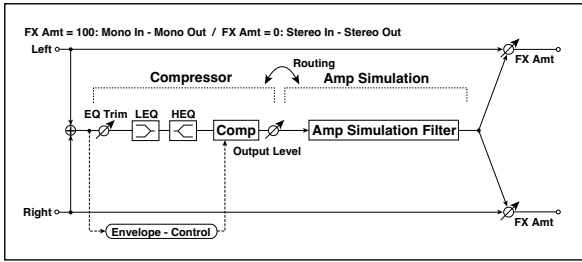 FX Amt = 100: Mono In - Mono Out / FX Amt = 0: Stereo In - Stereo Out
Left
FX Amt
Routing
Compressor
Amp Simulation
EQ Trim
LEQ
HEQ
Comp
Output Level
Amp Simulation Filter
Right
FX Amt
Envelope - Control